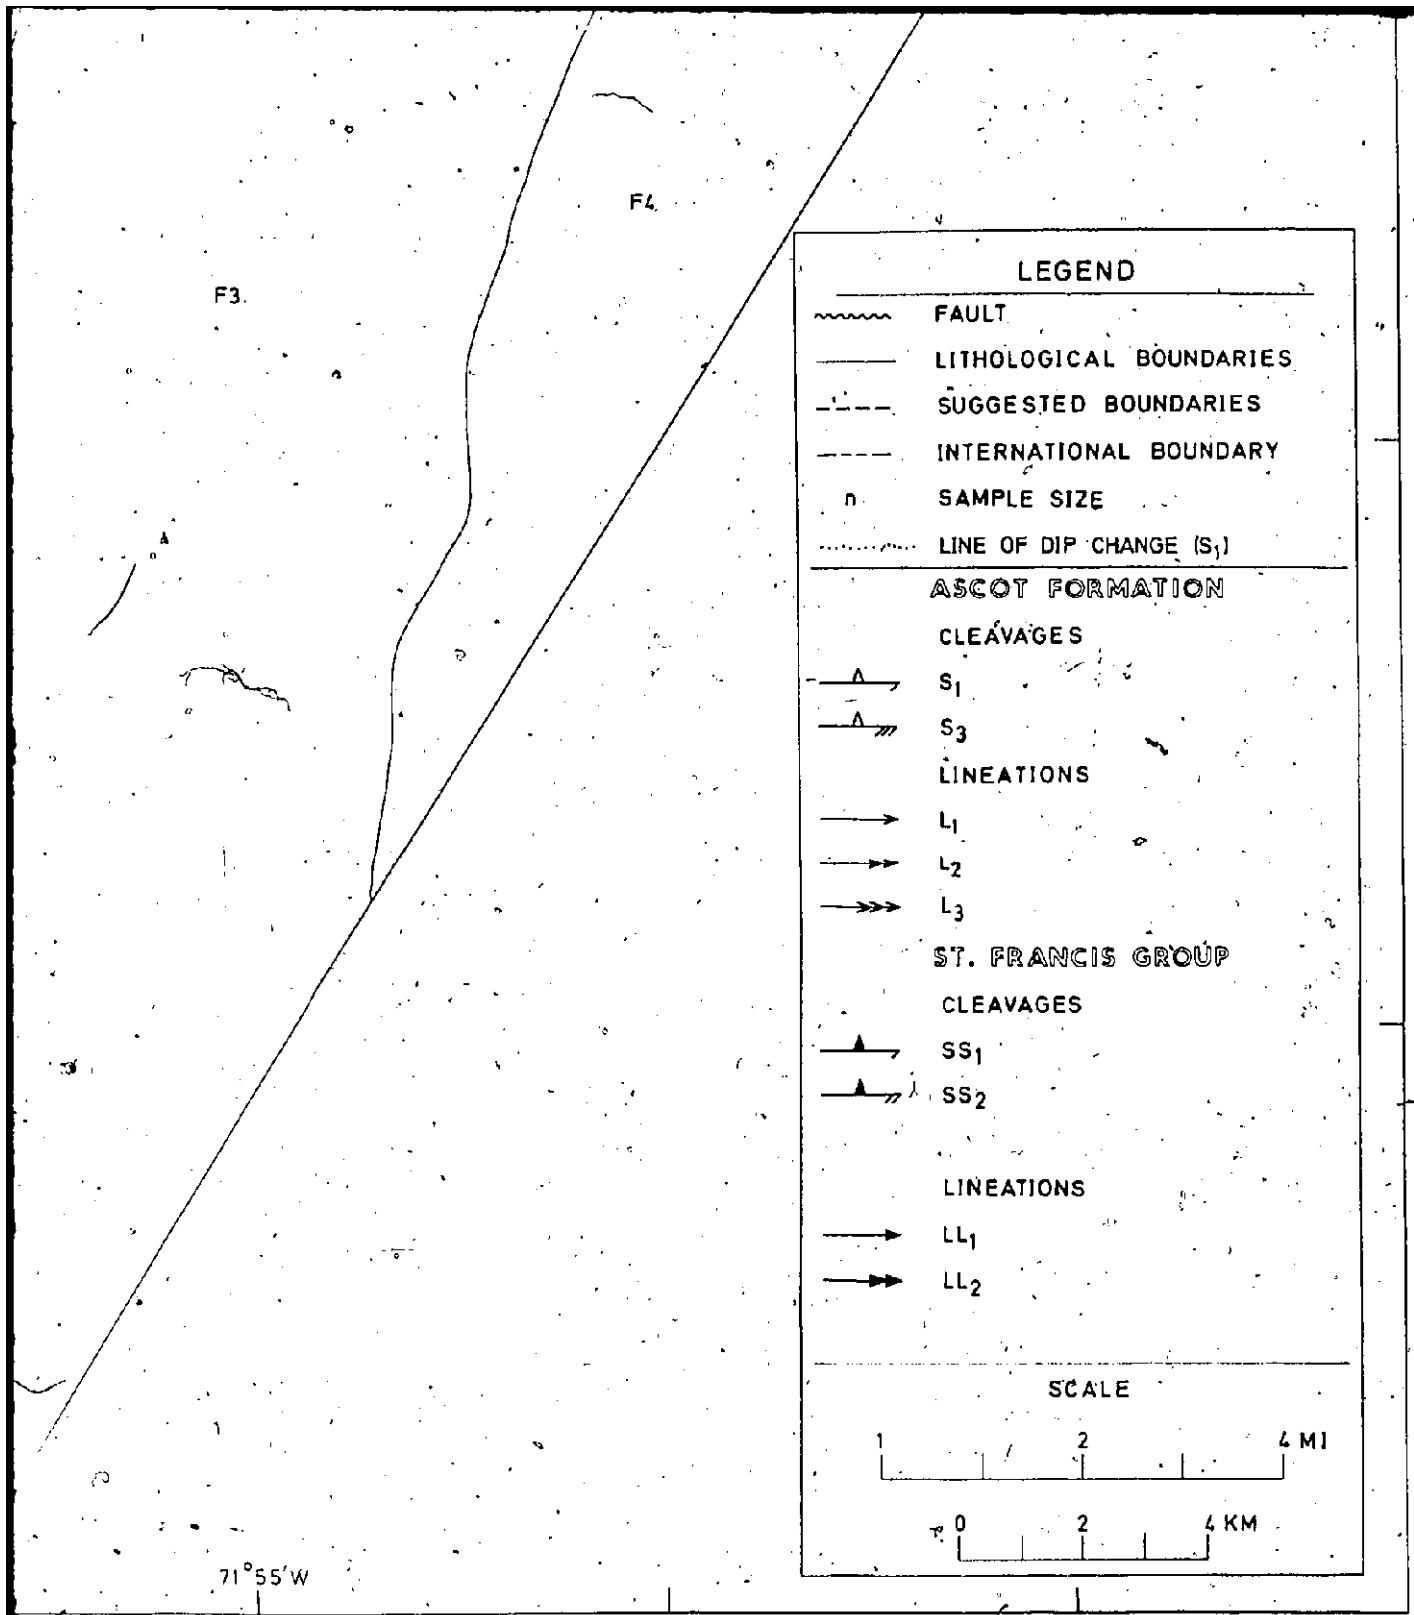 F4
F3
LEGEND
FAULT
LITHOLOGICAL BOUNDARIES
SUGGESTED BOUNDARIES
INTERNATIONAL BOUNDARY
n SAMPLE SIZE
LINE OF DIP CHANGE (S1)
ASCOT FORMATION
CLEAVAGES
S1
S3
LINEATIONS
L1
L2
L3
ST. FRANCIS GROUP
CLEAVAGES
SS1
SS2
LINEATIONS
LL1
LL2
SCALE
1 2 4 MI
0 2 4 KM
71°55'W